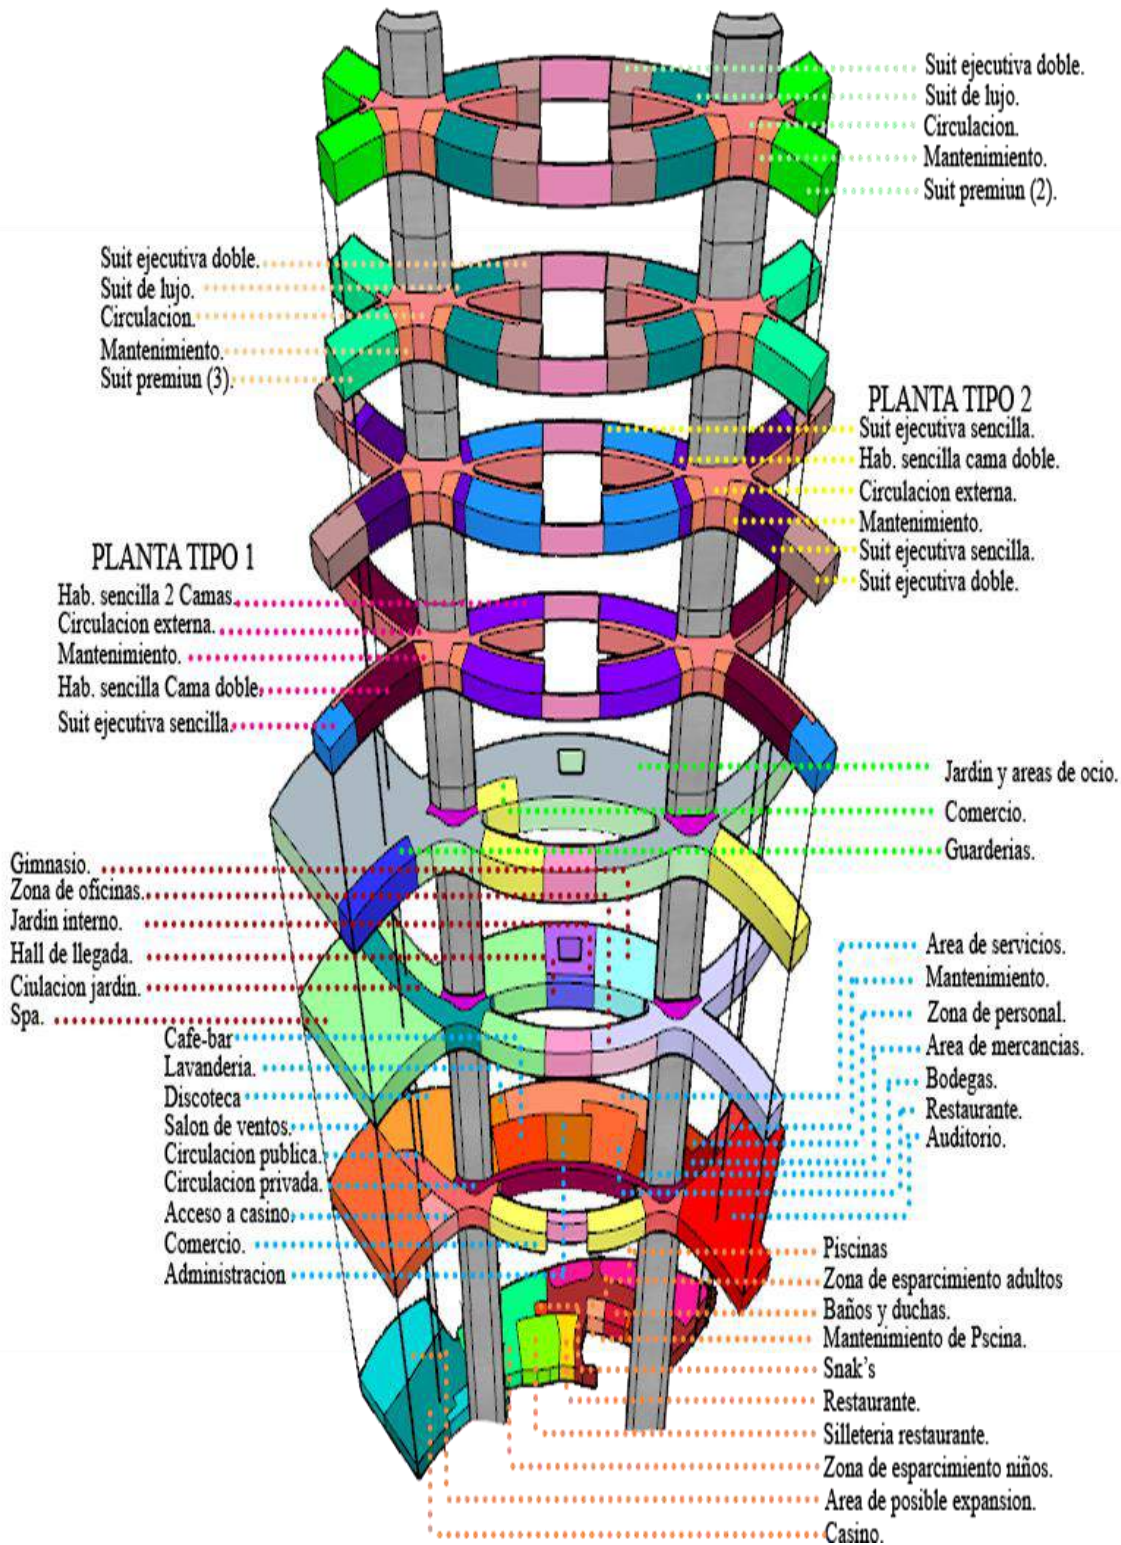 Suit ejecutiva doble.
Suit de lujo.
Circulacion.
Mantenimiento.
Suit premiun (2).
Suit ejecutiva doble.
Suit de lujo.
Circulacion.
Mantenimiento.
Suit premiun (3).
PLANTA TIPO 2
Suit ejecutiva sencilla.
Hab. sencilla cama doble.
Circulacion externa.
Mantenimiento.
Suit ejecutiva sencilla.
Suit ejecutiva doble.
PLANTA TIPO 1
Hab. sencilla 2 Camas.
Circulacion externa.
Mantenimiento.
Hab. sencilla Cama doble.
Suit ejecutiva sencilla.
Jardin y areas de ocio.
Comercio.
Guarderias.
Gimnasio.
Zona de oficinas.
Jardin interno.
Hall de llegada.
Ciulacion jardin.
Spa.
Area de servicios.
Mantenimiento.
Zona de personal.
Area de mercancias.
Bodegas.
Restaurante.
Auditorio.
Cafe-bar
Lavanderia.
Discoteca
Salon de ventos.
Circulacion publica.
Circulacion privada.
Acceso a casino.
Comercio.
Administracion
Piscinas
Zona de esparcimiento adultos
Baños y duchas.
Mantenimiento de Pscina.
Snak's
Restaurante.
Silleteria restaurante.
Zona de esparcimiento niños.
Area de posible expansion.
Casino.